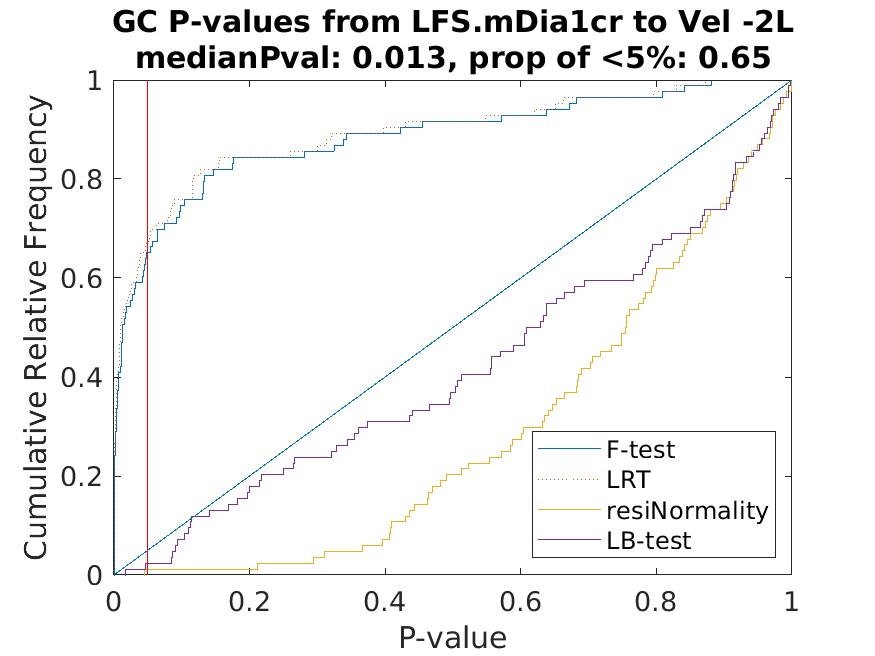 GC P-values from LFS.mDia1cr to Vel -2L
medianPval: 0.013, prop of <5%: 0.65
Cumulative Relative Frequency
1
0.8
0.6
0.4
0.2
0
0
0.2
0.4
0.6
0.8
1
P-value
F-test
LRT
resiNormality
LB-test